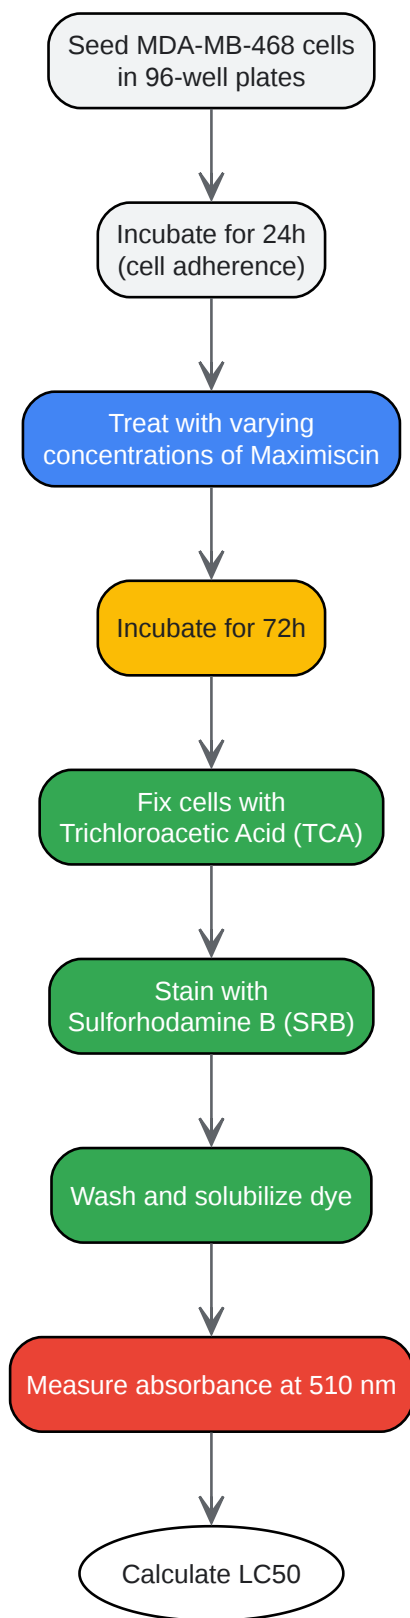 Seed MDA-MB-468 cells
in 96-well plates
Incubate for 24h
(cell adherence)
Treat with varying
concentrations of Maximiscin
Incubate for 72h
Fix cells with
Trichloroacetic Acid (TCA)
Stain with
Sulforhodamine B (SRB)
Wash and solubilize dye
Measure absorbance at 510 nm
Calculate LC50